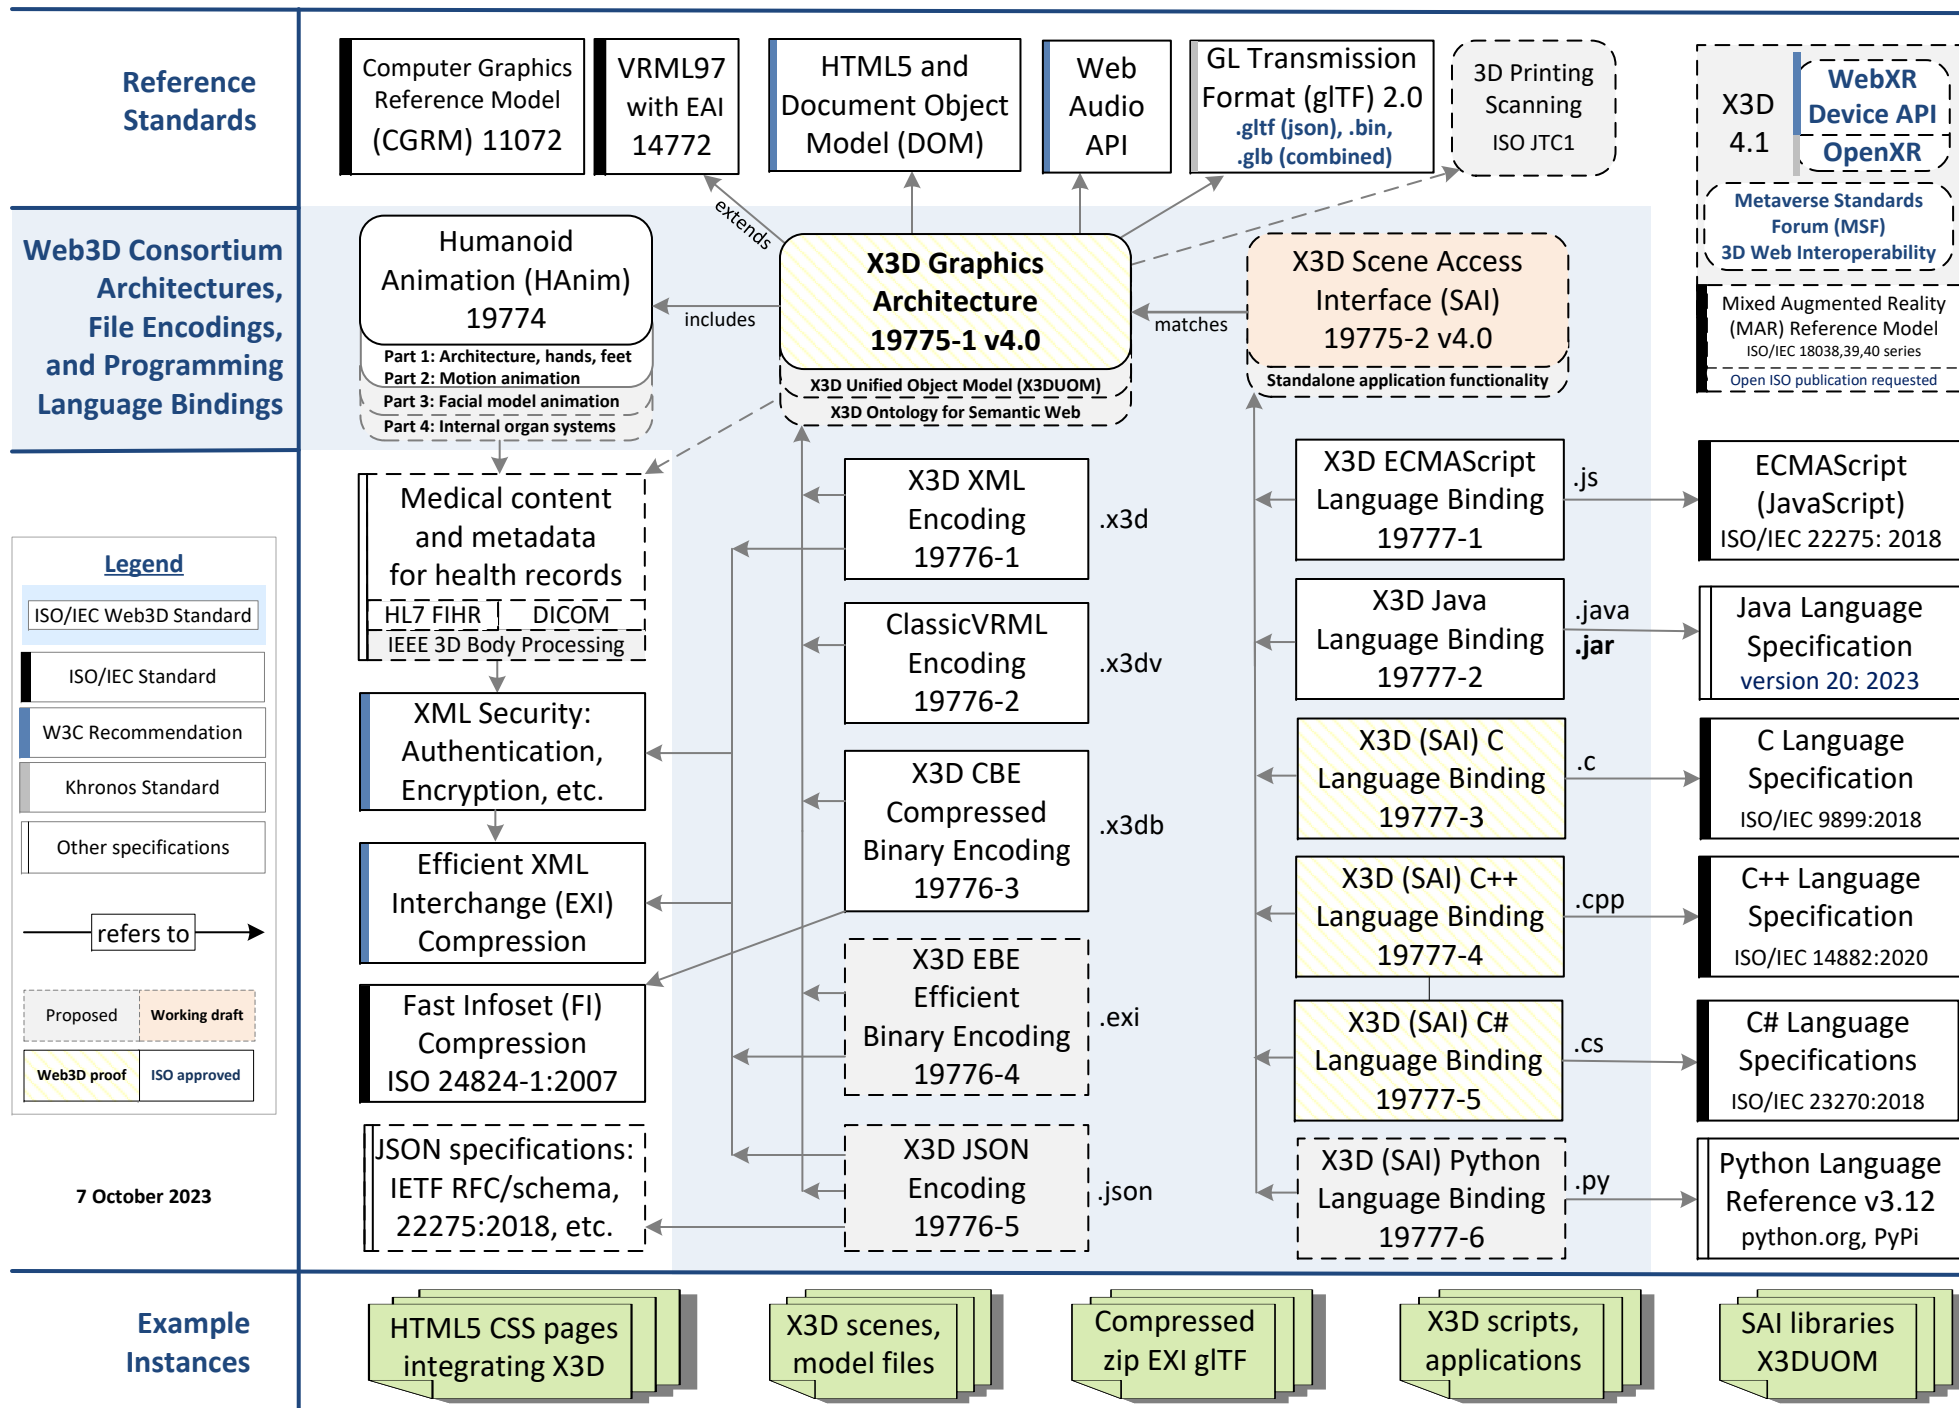 Reference
Standards
Computer Graphics
Reference Model
(CGRM) 11072
VRML97
with EAI
14772
HTML5 and
Document Object
Model (DOM)
Web
Audio
API
GL Transmission
Format (glTF) 2.0
.gltf (json), .bin,
.glb (combined)
3D Printing
Scanning
ISO JTC1
X3D
4.1
WebXR
Device API
OpenXR
Metaverse Standards
Forum (MSF)
3D Web Interoperability
Mixed Augmented Reality
(MAR) Reference Model
ISO/IEC 18038,39,40 series
Open ISO publication requested
Web3D Consortium
Architectures,
File Encodings,
and Programming
Language Bindings
Humanoid
Animation (HAnim)
19774
Part 1: Architecture, hands, feet
Part 2: Motion animation
Part 3: Facial model animation
Part 4: Internal organ systems
includes
extends
X3D Graphics
Architecture
19775-1 v4.0
X3D Unified Object Model (X3DUOM)
X3D Ontology for Semantic Web
matches
X3D Scene Access
Interface (SAI)
19775-2 v4.0
Standalone application functionality
Legend
ISO/IEC Web3D Standard
ISO/IEC Standard
W3C Recommendation
Khronos Standard
Other specifications
refers to
Proposed
Working draft
Web3D proof
ISO approved
7 October 2023
Medical content
and metadata
for health records
HL7 FIHR
DICOM
IEEE 3D Body Processing
XML Security:
Authentication,
Encryption, etc.
Efficient XML
Interchange (EXI)
Compression
Fast Infoset (FI)
Compression
ISO 24824-1:2007
JSON specifications:
IETF RFC/schema,
22275:2018, etc.
X3D XML
Encoding
19776-1
.x3d
ClassicVRML
Encoding
19776-2
.x3dv
X3D CBE
Compressed
Binary Encoding
19776-3
.x3db
X3D EBE
Efficient
Binary Encoding
19776-4
.exi
X3D JSON
Encoding
19776-5
.json
X3D ECMAScript
Language Binding
19777-1
.js
X3D Java
Language Binding
19777-2
.java
.jar
X3D (SAI) C
Language Binding
19777-3
.c
X3D (SAI) C++
Language Binding
19777-4
.cpp
X3D (SAI) C#
Language Binding
19777-5
.cs
X3D (SAI) Python
Language Binding
19777-6
.py
ECMAScript
(JavaScript)
ISO/IEC 22275: 2018
Java Language
Specification
version 20: 2023
C Language
Specification
ISO/IEC 9899:2018
C++ Language
Specification
ISO/IEC 14882:2020
C# Language
Specifications
ISO/IEC 23270:2018
Python Language
Reference v3.12
python.org, PyPi
Example
Instances
HTML5 CSS pages
integrating X3D
X3D scenes,
model files
Compressed
zip EXI glTF
X3D scripts,
applications
SAI libraries
X3DUOM